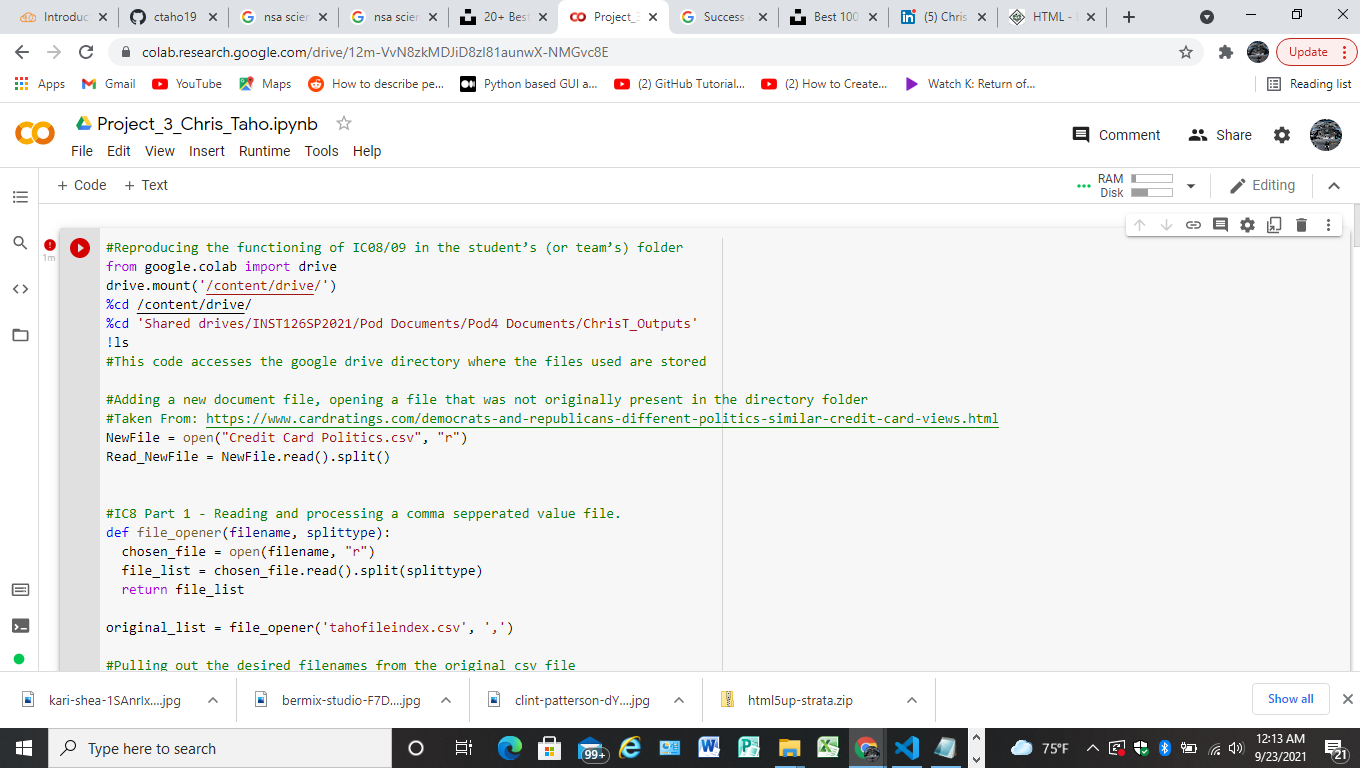 Introduc
ctaho19
nsa scien
nsa scien
20+ Best
Project_3
Success
Best 100
(5) Chris
HTML -
colab.research.google.com/drive/12m-VvN8zkMDJiD8zl81aunwX-NMGvc8E
Update
Apps
Gmail
YouTube
Maps
How to describe pe...
Python based GUI a...
(2) GitHub Tutorial...
(2) How to Create...
Watch K: Return of...
Reading list
Project_3_Chris_Taho.ipynb
Comment
Share
File Edit View Insert Runtime Tools Help
+ Code + Text
RAM
Disk
Editing
1m
#Reproducing the functioning of IC08/09 in the student’s (or team’s) folder
from google.colab import drive
drive.mount('/content/drive/')
%cd /content/drive/
%cd 'Shared drives/INST126SP2021/Pod Documents/Pod4 Documents/ChrisT_Outputs'
!ls
#This code accesses the google drive directory where the files used are stored
#Adding a new document file, opening a file that was not originally present in the directory folder
#Taken From: https://www.cardratings.com/democrats-and-republicans-different-politics-similar-credit-card-views.html
NewFile = open("Credit Card Politics.csv", "r")
Read_NewFile = NewFile.read().split()
#IC8 Part 1 - Reading and processing a comma sepperated value file.
def file_opener(filename, splittype):
chosen_file = open(filename, "r")
file_list = chosen_file.read().split(splittype)
return file_list
original_list = file_opener('tahofileindex.csv', ',')
#Pulling out the desired filenames from the original csv file
kari-shea-1SAnrIx....jpg
bermix-studio-F7D....jpg
clint-patterson-dY....jpg
html5up-strata.zip
Show all
Type here to search
99+
75°F
12:13 AM
9/23/2021
21